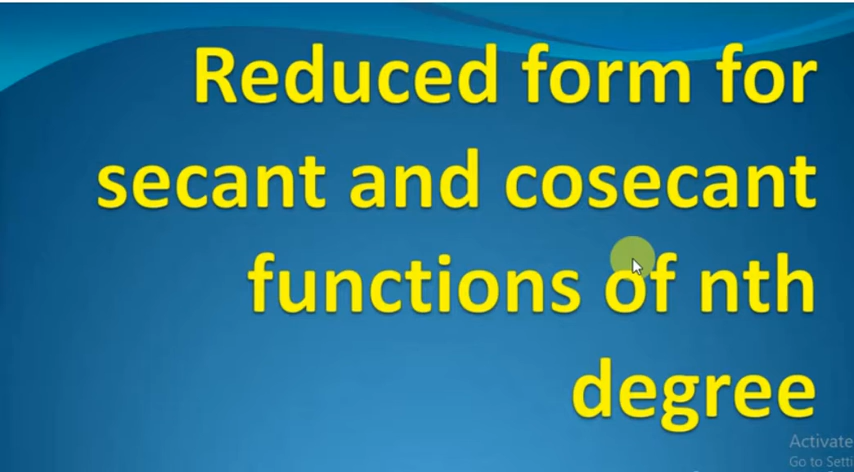 Reduced form for
secant and cosecant
functions of nth
degree
Activate
Go to Setti